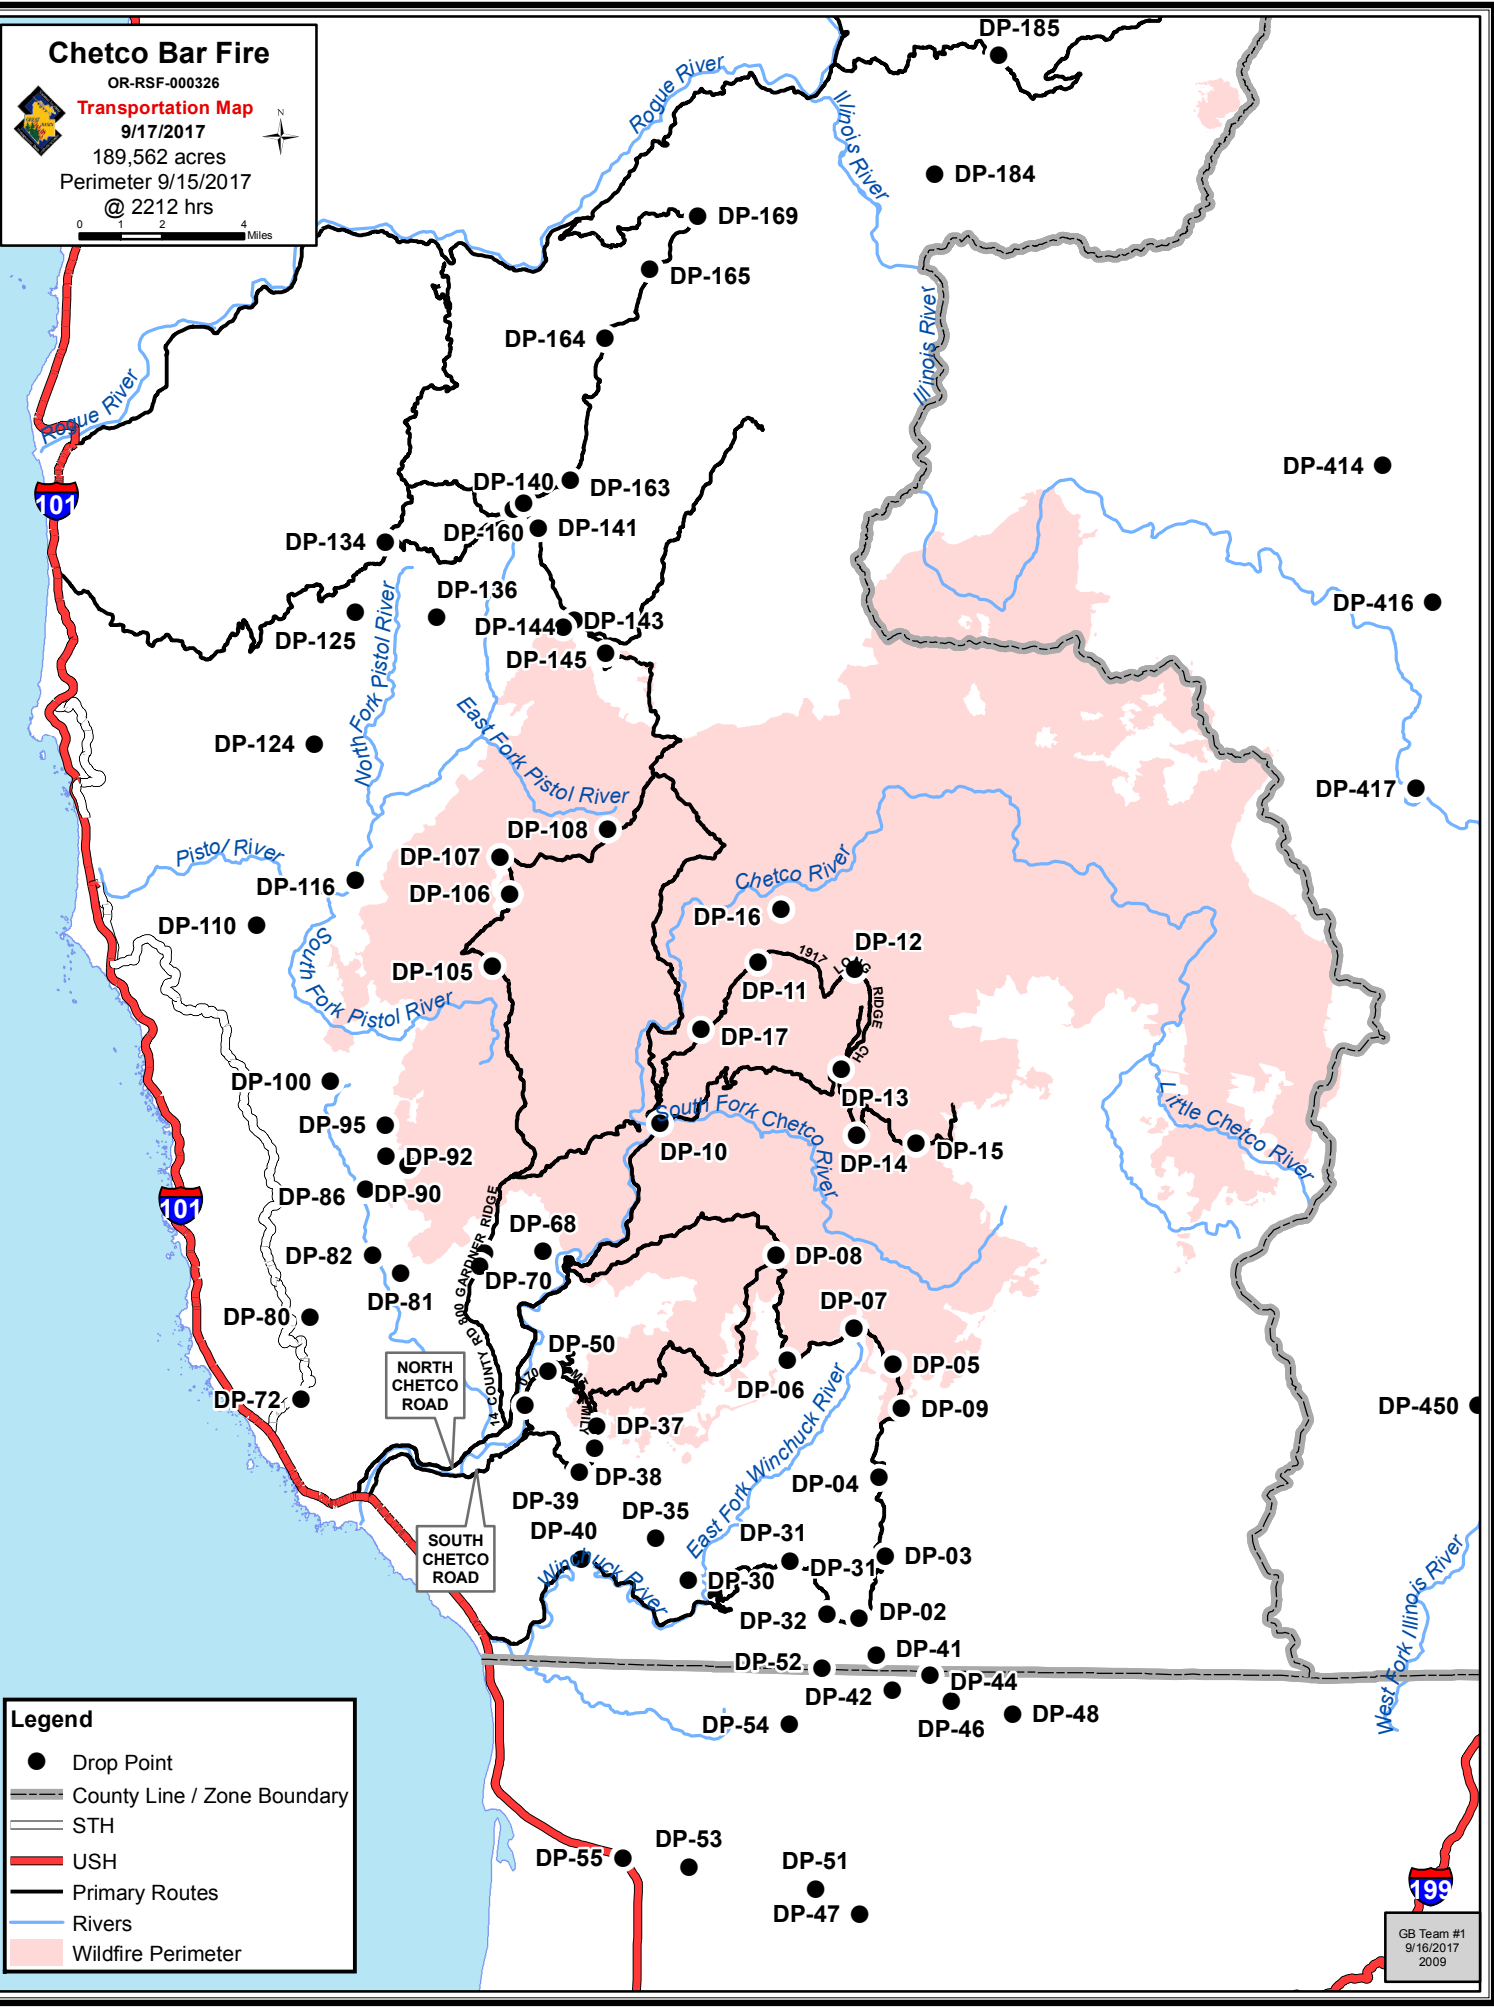 Chetco Bar Fire
OR-RSF-000326
Transportation Map
9/17/2017
189,562 acres
Perimeter 9/15/2017
@ 2212 hrs
N
0 1 2 4
Miles
DP-185
Rogue River
Illinois River
DP-184
DP-169
DP-165
DP-164
Illinois River
Rogue River
DP-414
101
DP-140
DP-163
DP-160
DP-141
DP-134
DP-136
DP-416
DP-125
DP-144
DP-143
DP-145
North Fork Pistol River
East Fork Pistol River
DP-124
DP-417
DP-108
DP-107
Pistol River
DP-116
DP-106
Chetco River
DP-16
DP-110
DP-12
DP-105
1917
LONG
RIDGE
CH
DP-11
South Fork Pistol River
DP-17
DP-100
DP-13
DP-95
South Fork Chetco River
Little Chetco River
DP-92
DP-10
DP-14
DP-15
DP-86
DP-90
101
DP-68
DP-82
DP-70
DP-08
DP-81
DP-80
DP-07
14 COUNTY RD 800 GARDNER RIDGE
DP-50
NORTH
CHETCO
ROAD
070
DP-05
DP-06
DP-72
DP-09
DP-450
DP-37
DP-38
DP-04
DP-39
DP-35
East Fork Winchuck River
DP-40
DP-31
SOUTH
CHETCO
ROAD
DP-03
DP-31
DP-30
Winchuck River
DP-32
DP-02
West Fork Illinois River
DP-41
DP-52
DP-44
DP-42
DP-46
DP-48
DP-54
Legend
Drop Point
County Line / Zone Boundary
STH
USH
Primary Routes
Rivers
Wildfire Perimeter
DP-53
DP-55
DP-51
DP-47
199
GB Team #1
9/16/2017
2009